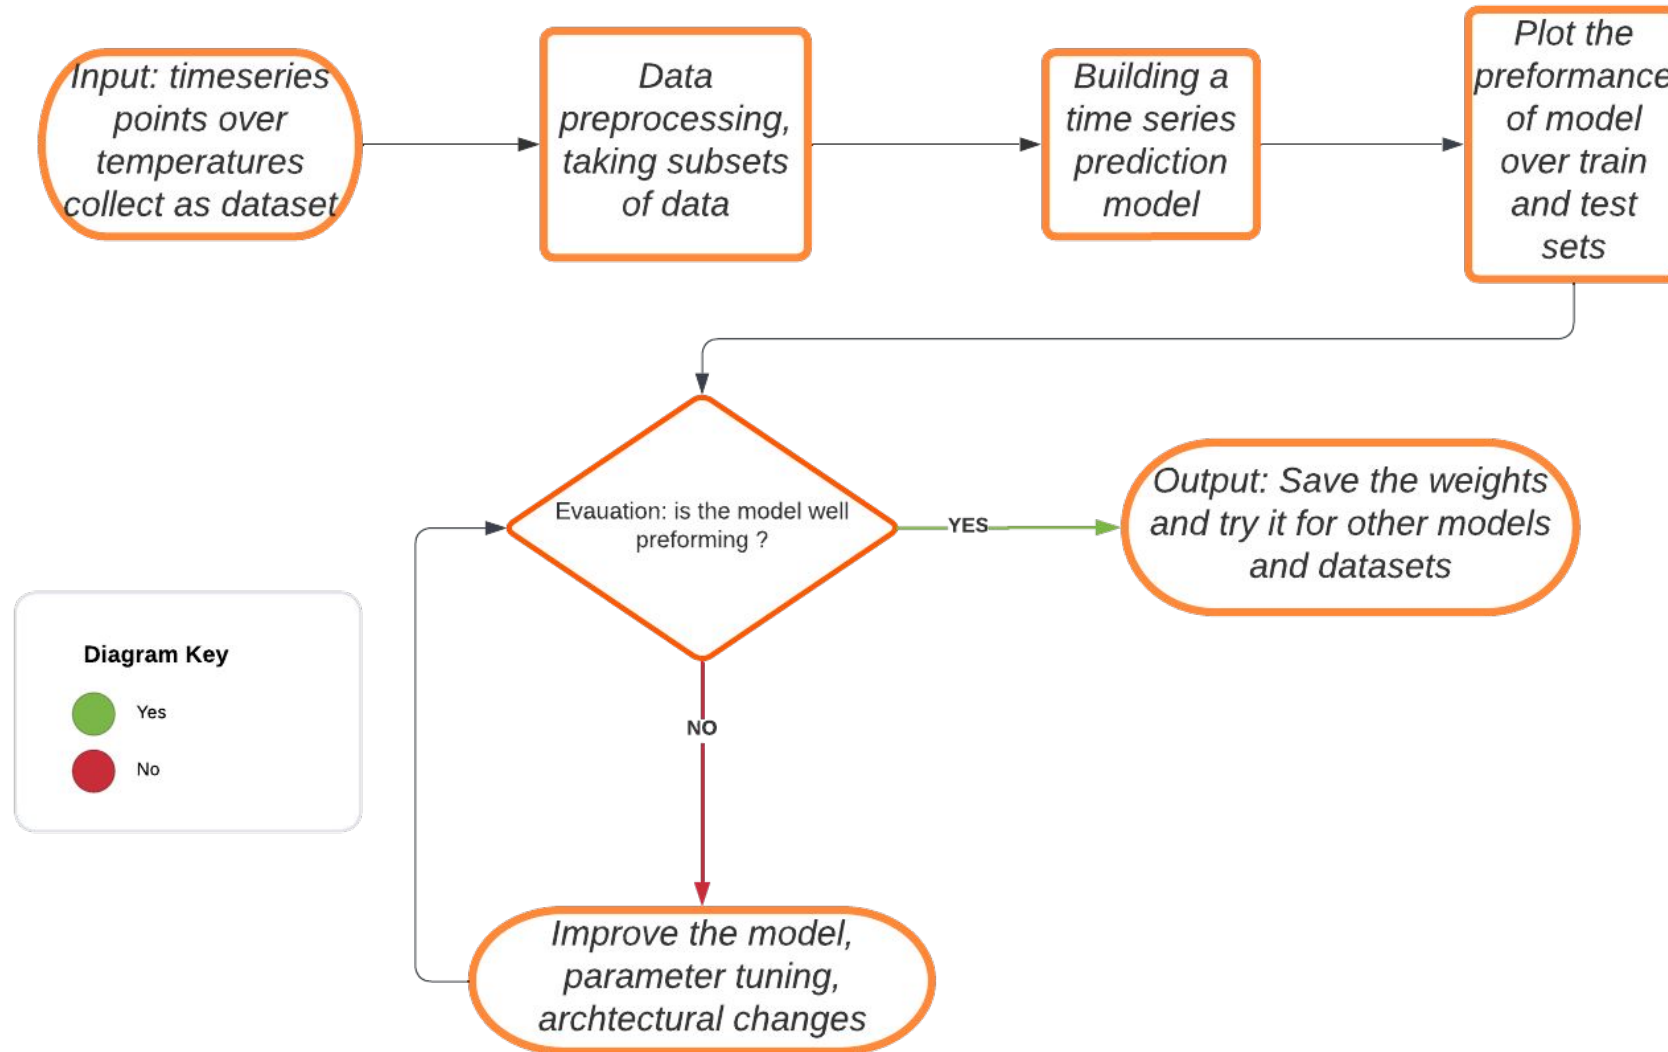 Input: timeseries
points over
temperatures
collect as dataset
Data
preprocessing,
taking subsets
of data
Building a
time series
prediction
model
Plot the
preformance
of model
over train
and test
sets
Evauation: is the model well
preforming ?
YES
Output: Save the weights
and try it for other models
and datasets
NO
Improve the model,
parameter tuning,
archtectural changes
Diagram Key
Yes
No